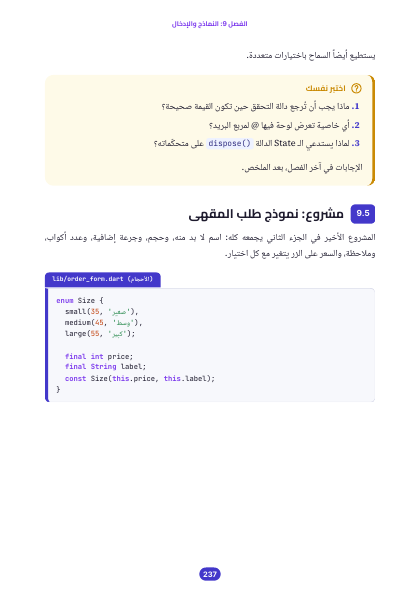 الفصل 9: النماذج والإدخال
يستطيع أيضاً السماح باختيارات متعددة.
اختبر نفسك
1. ماذا يجب أن تُرجع دالة التحقق حين تكون القيمة صحيحة؟
2. أي خاصية تعرض لوحة فيها @ لمربع البريد؟
3. لماذا يستدعي الـ State الدالة dispose() على متحكّماته؟
الإجابات في آخر الفصل، بعد الملخص.
9.5 مشروع: نموذج طلب المقهى
المشروع الأخير في الجزء الثاني يجمعه كله: اسم لا بد منه، وحجم، وجرعة إضافية، وعدد أكواب،
وملاحظة، والسعر على الزر يتغير مع كل اختيار.
lib/order_form.dart (الأحجام)
enum Size {
  small(35, 'صغير'),
  medium(45, 'وسط'),
  large(55, 'كبير');
  final int price;
  final String label;
  const Size(this.price, this.label);
}
237